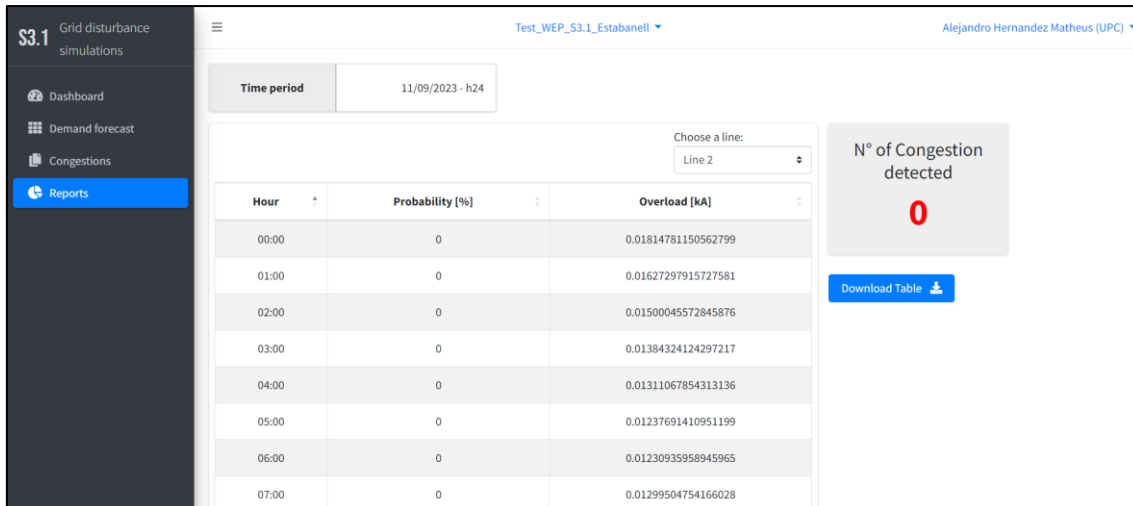 S3.1 Grid disturbance
simulations
Dashboard
Demand forecast
Congestions
Reports
Test_WEP_S3.1_Estabanell
Alejandro Hernandez Matheus (UPC)
Time period 11/09/2023 - h24
Choose a line:
Line 2
Hour Probability [%] Overload [kA]
00:00 0 0.01814781150562799
01:00 0 0.01627297915727581
02:00 0 0.01500045572845876
03:00 0 0.01384324124297217
04:00 0 0.01311067854313136
05:00 0 0.01237691410951199
06:00 0 0.01230935958945965
07:00 0 0.01299504754166028
N° of Congestion
detected
0
Download Table